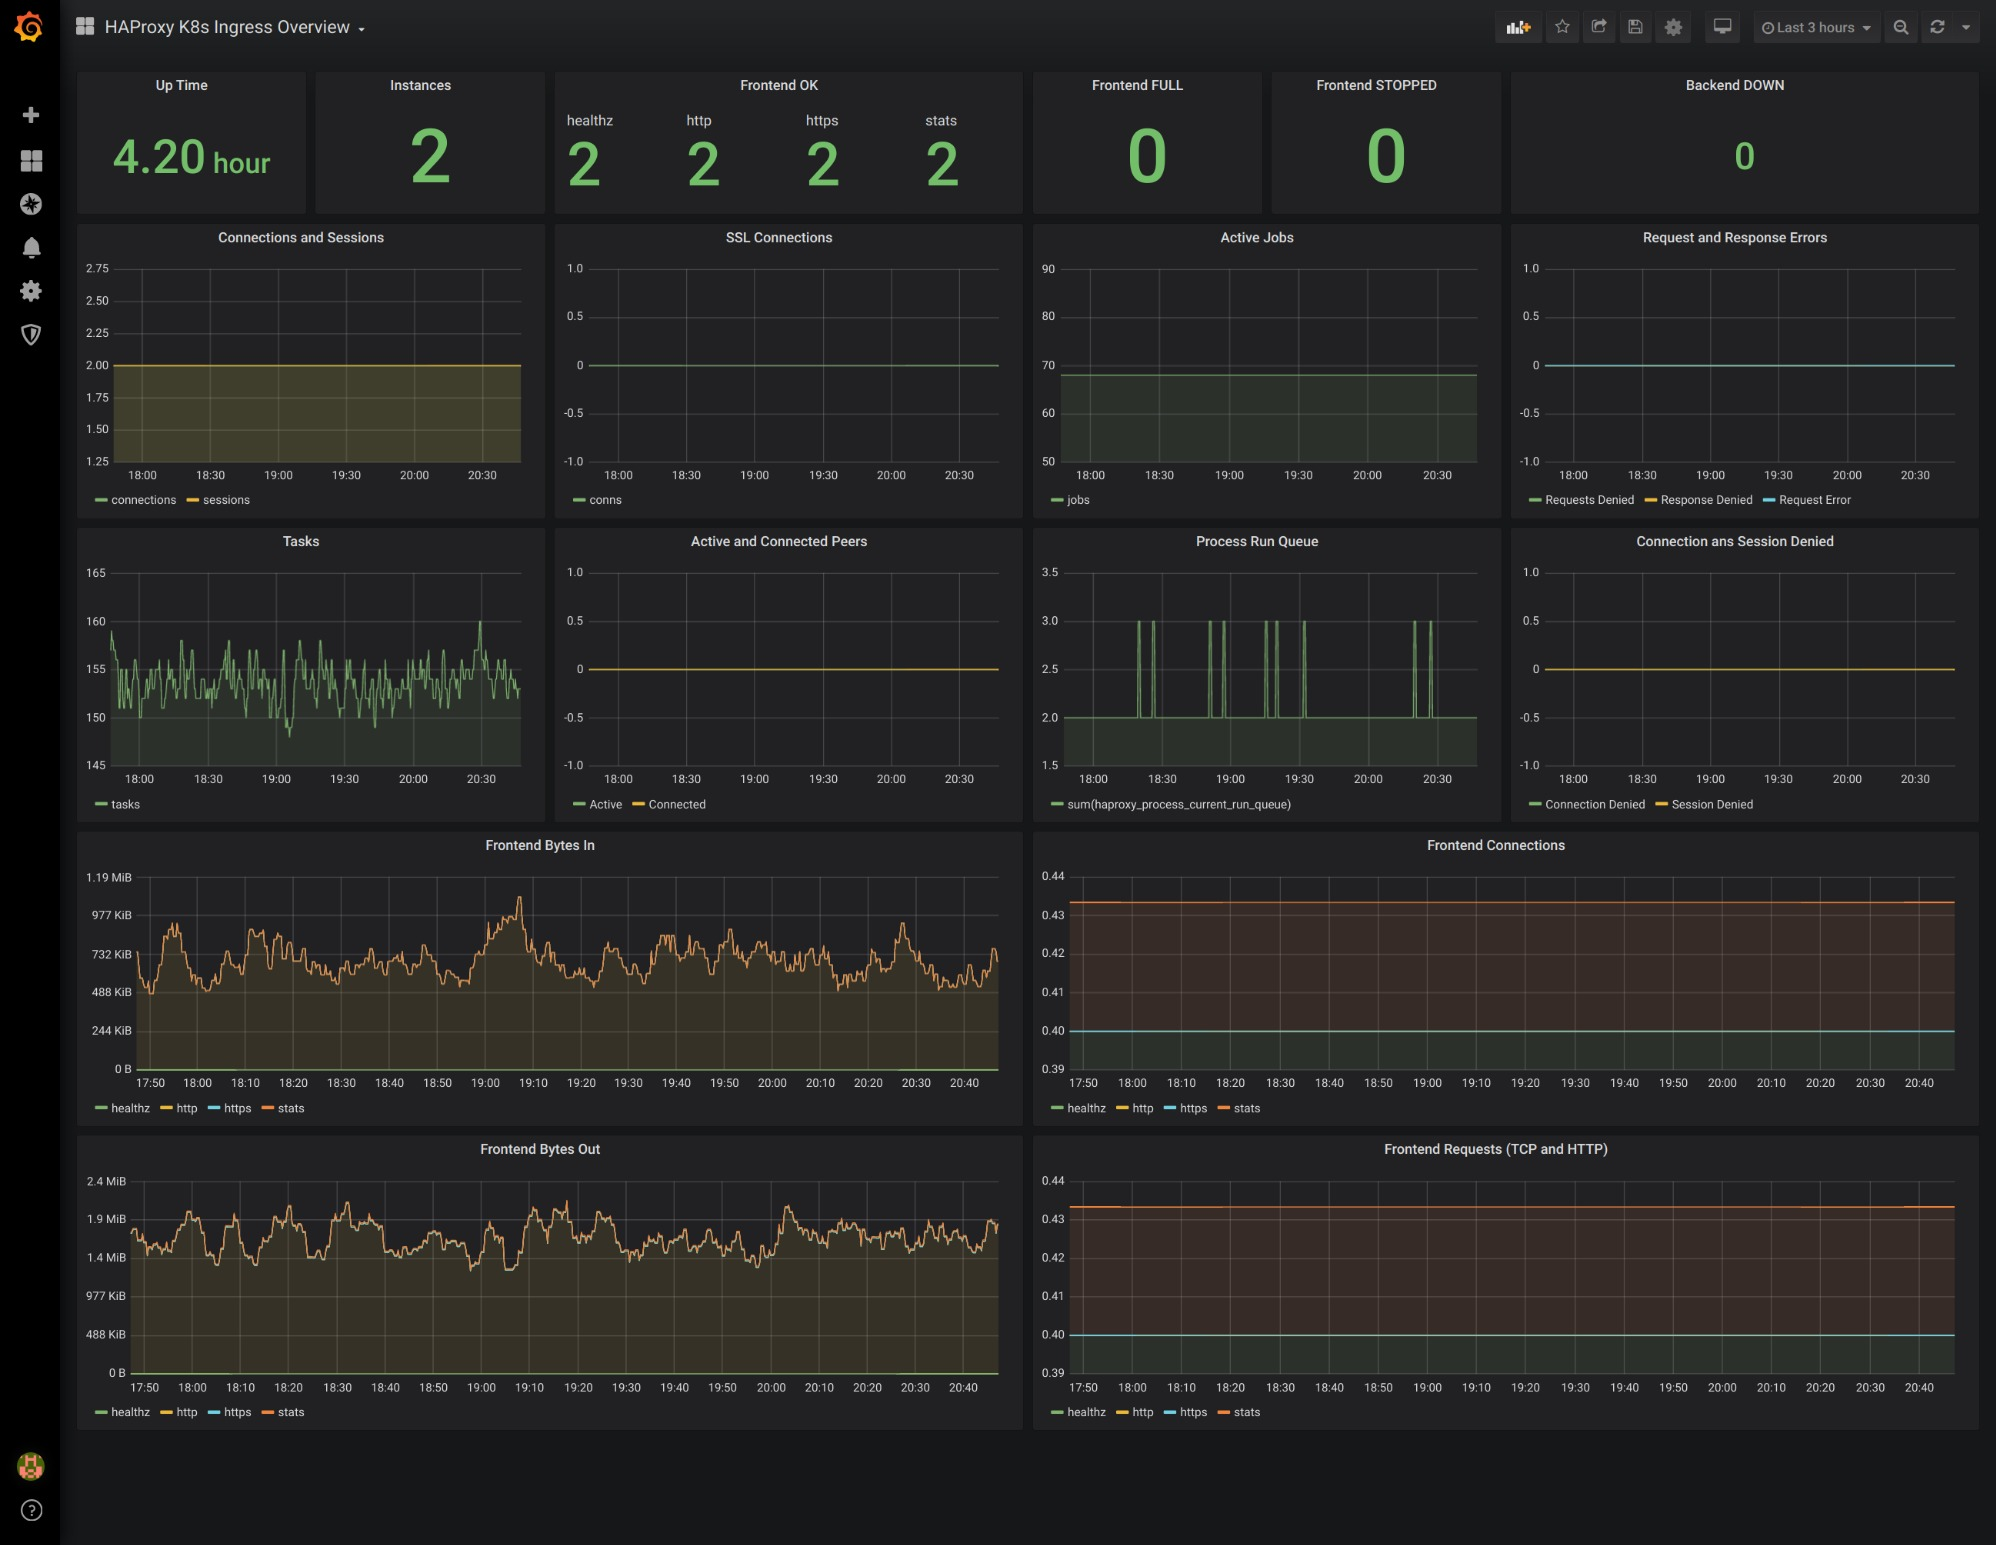 HAProxy K8s Ingress Overview
Last 3 hours
Up Time
4.20 hour
Instances
2
Frontend OK
healthz http https stats
2 2 2 2
Frontend FULL
0
Frontend STOPPED
0
Backend DOWN
0
Connections and Sessions
2.75
2.50
2.25
2.00
1.75
1.50
1.25
18:00 18:30 19:00 19:30 20:00 20:30
connections sessions
SSL Connections
1.0
0.5
0
-0.5
-1.0
18:00 18:30 19:00 19:30 20:00 20:30
conns
Active Jobs
90
80
70
60
50
18:00 18:30 19:00 19:30 20:00 20:30
jobs
Request and Response Errors
1.0
0.5
0
-0.5
-1.0
18:00 18:30 19:00 19:30 20:00 20:30
Requests Denied Response Denied Request Error
Tasks
165
160
155
150
145
18:00 18:30 19:00 19:30 20:00 20:30
tasks
Active and Connected Peers
1.0
0.5
0
-0.5
-1.0
18:00 18:30 19:00 19:30 20:00 20:30
Active Connected
Process Run Queue
3.5
3.0
2.5
2.0
1.5
18:00 18:30 19:00 19:30 20:00 20:30
sum(haproxy_process_current_run_queue)
Connection ans Session Denied
1.0
0.5
0
-0.5
-1.0
18:00 18:30 19:00 19:30 20:00 20:30
Connection Denied Session Denied
Frontend Bytes In
1.19 MiB
977 KiB
732 KiB
488 KiB
244 KiB
0 B
17:50 18:00 18:10 18:20 18:30 18:40 18:50 19:00 19:10 19:20 19:30 19:40 19:50 20:00 20:10 20:20 20:30 20:40
healthz http https stats
Frontend Connections
0.44
0.43
0.42
0.41
0.40
0.39
17:50 18:00 18:10 18:20 18:30 18:40 18:50 19:00 19:10 19:20 19:30 19:40 19:50 20:00 20:10 20:20 20:30 20:40
healthz http https stats
Frontend Bytes Out
2.4 MiB
1.9 MiB
1.4 MiB
977 KiB
488 KiB
0 B
17:50 18:00 18:10 18:20 18:30 18:40 18:50 19:00 19:10 19:20 19:30 19:40 19:50 20:00 20:10 20:20 20:30 20:40
healthz http https stats
Frontend Requests (TCP and HTTP)
0.44
0.43
0.42
0.41
0.40
0.39
17:50 18:00 18:10 18:20 18:30 18:40 18:50 19:00 19:10 19:20 19:30 19:40 19:50 20:00 20:10 20:20 20:30 20:40
healthz http https stats